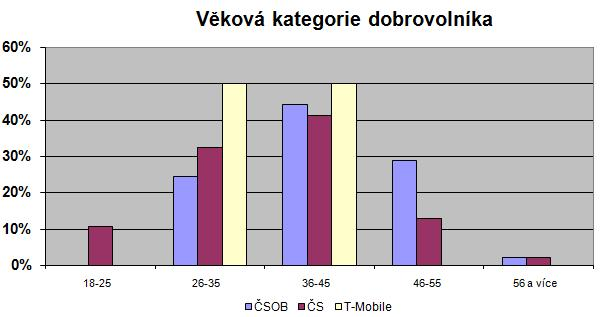 Věková kategorie dobrovolníka
60%
50%
40%
30%
20%
10%
0%
18-25 26-35 36-45 46-55 56 a více
ČSOB ČS T-Mobile